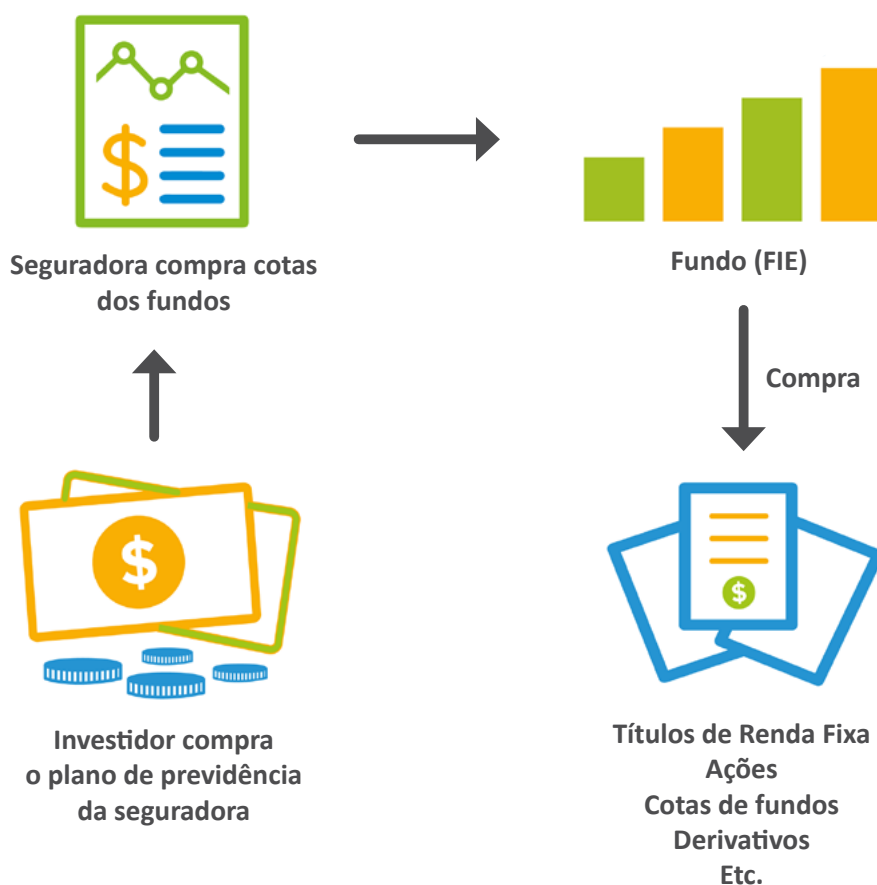 Seguradora compra cotas
dos fundos
Fundo (FIE)
Compra
$
$
$
Investidor compra
o plano de previdência
da seguradora
Títulos de Renda Fixa
Ações
Cotas de fundos
Derivativos
Etc.